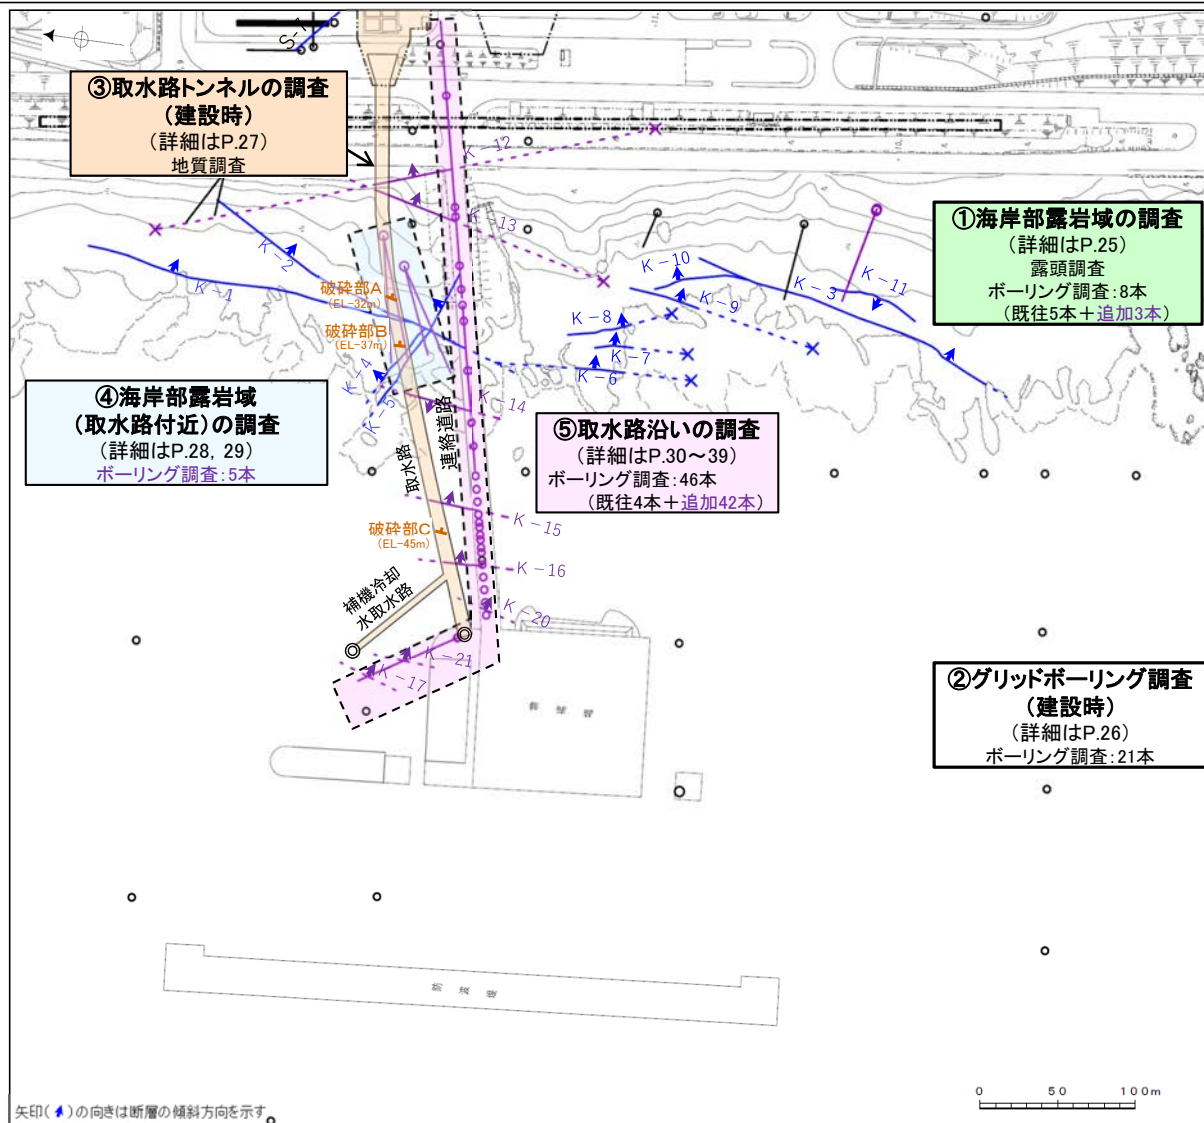 S-1
③取水路トンネルの調査
(建設時)
(詳細はP.27)
地質調査
K-12
K-13
K-2
K-1
破砕部A
(EL-32m)
破砕部B
(EL-37m)
K-4
K-5
K-10
K-3
K-11
K-9
K-8
K-7
K-6
①海岸部露岩域の調査
(詳細はP.25)
露頭調査
ボーリング調査:8本
(既往5本+追加3本)
④海岸部露岩域
(取水路付近)の調査
(詳細はP.28, 29)
ボーリング調査:5本
K-14
取水路
連絡道路
⑤取水路沿いの調査
(詳細はP.30~39)
ボーリング調査:46本
(既往4本+追加42本)
K-15
破砕部C
(EL-45m)
K-16
補機冷却
水取水路
K-20
K-21
K-17
②グリッドボーリング調査
(建設時)
(詳細はP.26)
ボーリング調査:21本
防波堤
0 50 100m
矢印( )の向きは断層の傾斜方向を示す